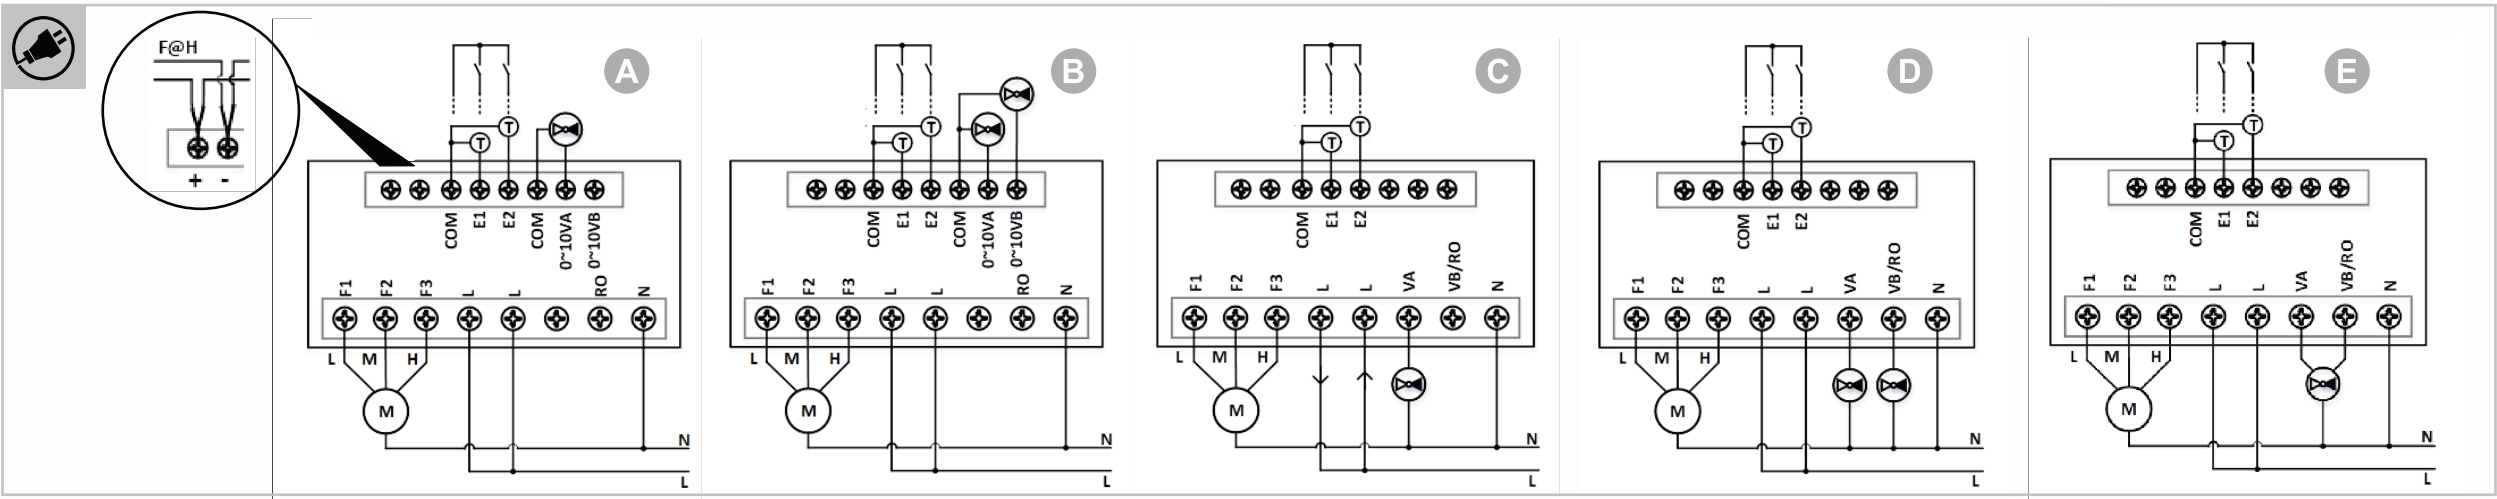 F@H
+ -
A
T
T
COM E1 E2 COM 0~10VA 0~10VB
F1 F2 F3 L L RO N
L M H
M
N
L
B
T
T
COM E1 E2 COM 0~10VA 0~10VB
F1 F2 F3 L L RO N
L M H
M
N
L
C
T
T
COM E1 E2
F1 F2 F3 L L VA VB/RO N
L M H
M
N
L
D
T
T
COM E1 E2
F1 F2 F3 L L VA VB/RO N
L M H
M
N
L
E
T
T
COM E1 E2
F1 F2 F3 L L VA VB/RO N
L M H
M
N
L